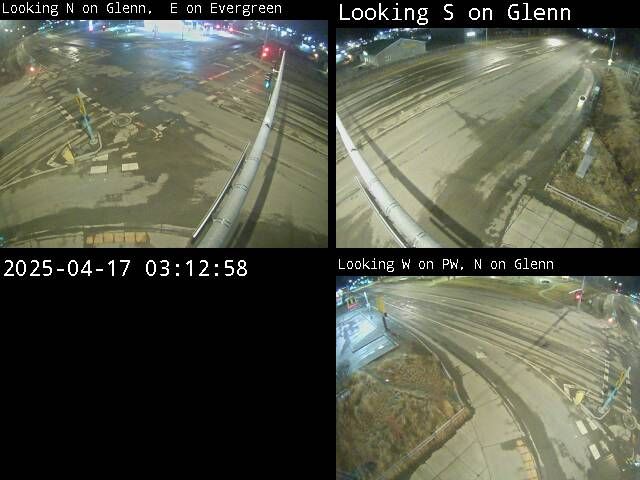 Looking N on Glenn,  E on Evergreen
Looking S on Glenn
2025-04-17 03:12:58
Looking W on PW, N on Glenn